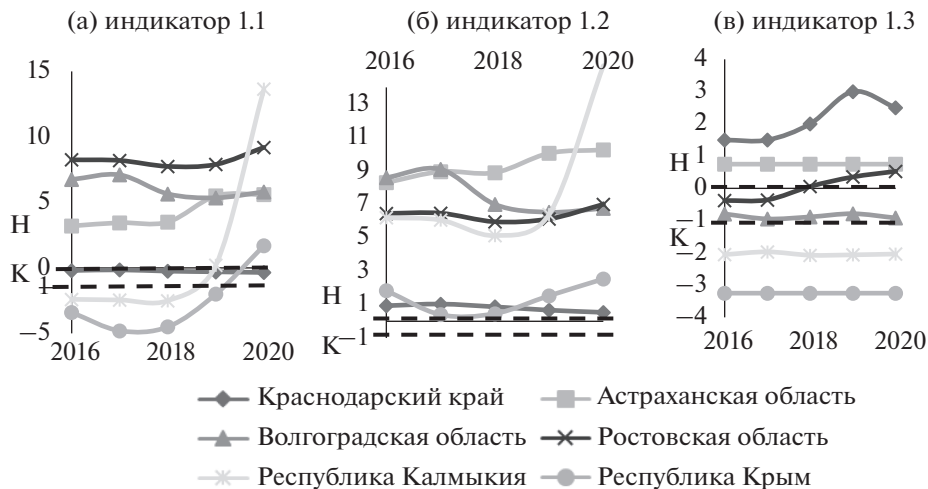 (а) индикатор 1.1
(б) индикатор 1.2
(в) индикатор 1.3
15
10
5
Н
0
К
–1
–5
2016 2018 2020
2016 2018 2020
13
11
9
7
5
3
Н
1
К
–1
4
3
2
1
Н
0
–1
К
–2
–3
–4
2016 2018 2020
Краснодарский край
Астраханская область
Волгоградская область
Ростовская область
Республика Калмыкия
Республика Крым